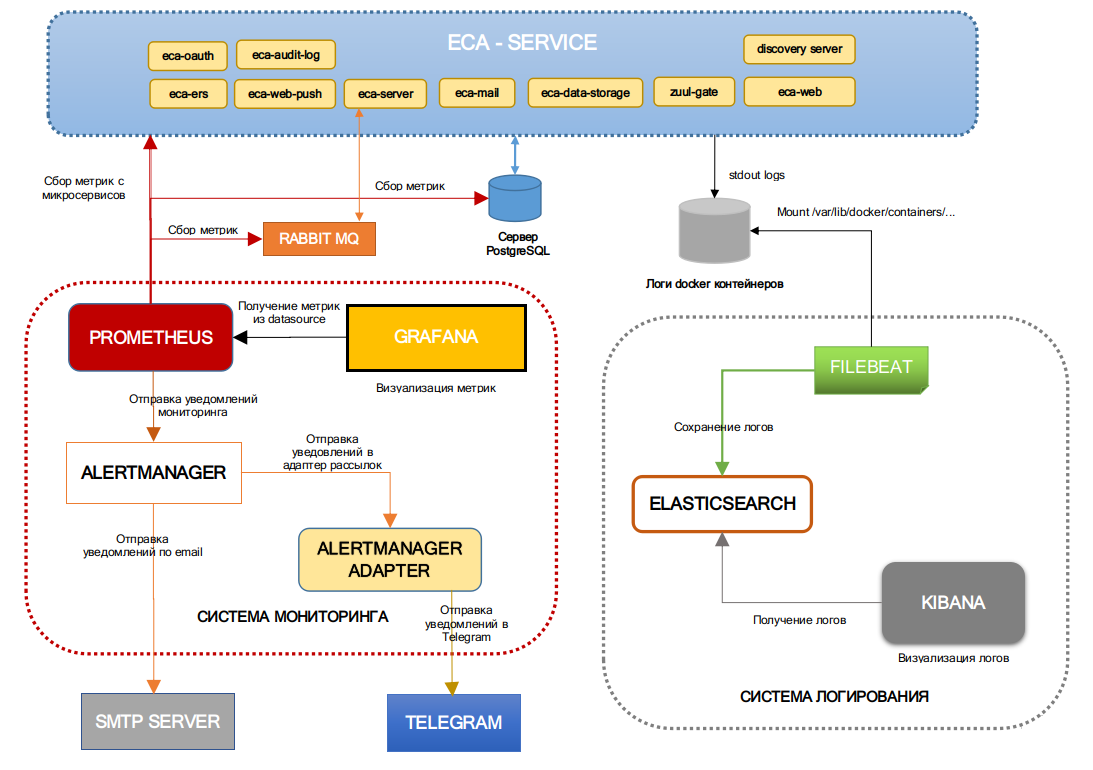 ECA - SERVICE
eca-oauth
eca-audit-log
discovery server
eca-ers
eca-web-push
eca-server
eca-mail
eca-data-storage
zuul-gate
eca-web
Сбор метрик с
микросервисов
Сбор метрик
stdout logs
Mount /var/lib/docker/containers/...
Сбор метрик
RABBIT MQ
Сервер
PostgreSQL
Логи docker контейнеров
PROMETHEUS
Получение метрик
из datasource
GRAFANA
Визуализация метрик
FILEBEAT
Отправка уведомлений
мониторинга
Сохранение логов
ALERTMANAGER
Отправка
уведовлений в
адаптер рассылок
ELASTICSEARCH
Отправка
уведомлений по email
ALERTMANAGER
ADAPTER
KIBANA
Получение логов
Визуализация логов
СИСТЕМА МОНИТОРИНГА
Отправка
уведомлений в
Telegram
СИСТЕМА ЛОГИРОВАНИЯ
SMTP SERVER
TELEGRAM